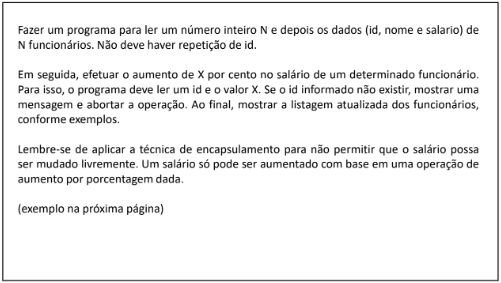 Fazer um programa para ler um número inteiro N e depois os dados (id, nome e salario) de
N funcionários. Não deve haver repetição de id.
Em seguida, efetuar o aumento de X por cento no salário de um determinado funcionário.
Para isso, o programa deve ler um id e o valor X. Se o id informado não existir, mostrar uma
mensagem e abortar a operação. Ao final, mostrar a listagem atualizada dos funcionários,
conforme exemplos.
Lembre-se de aplicar a técnica de encapsulamento para não permitir que o salário possa
ser mudado livremente. Um salário só pode ser aumentado com base em uma operação de
aumento por porcentagem dada.
(exemplo na próxima página)